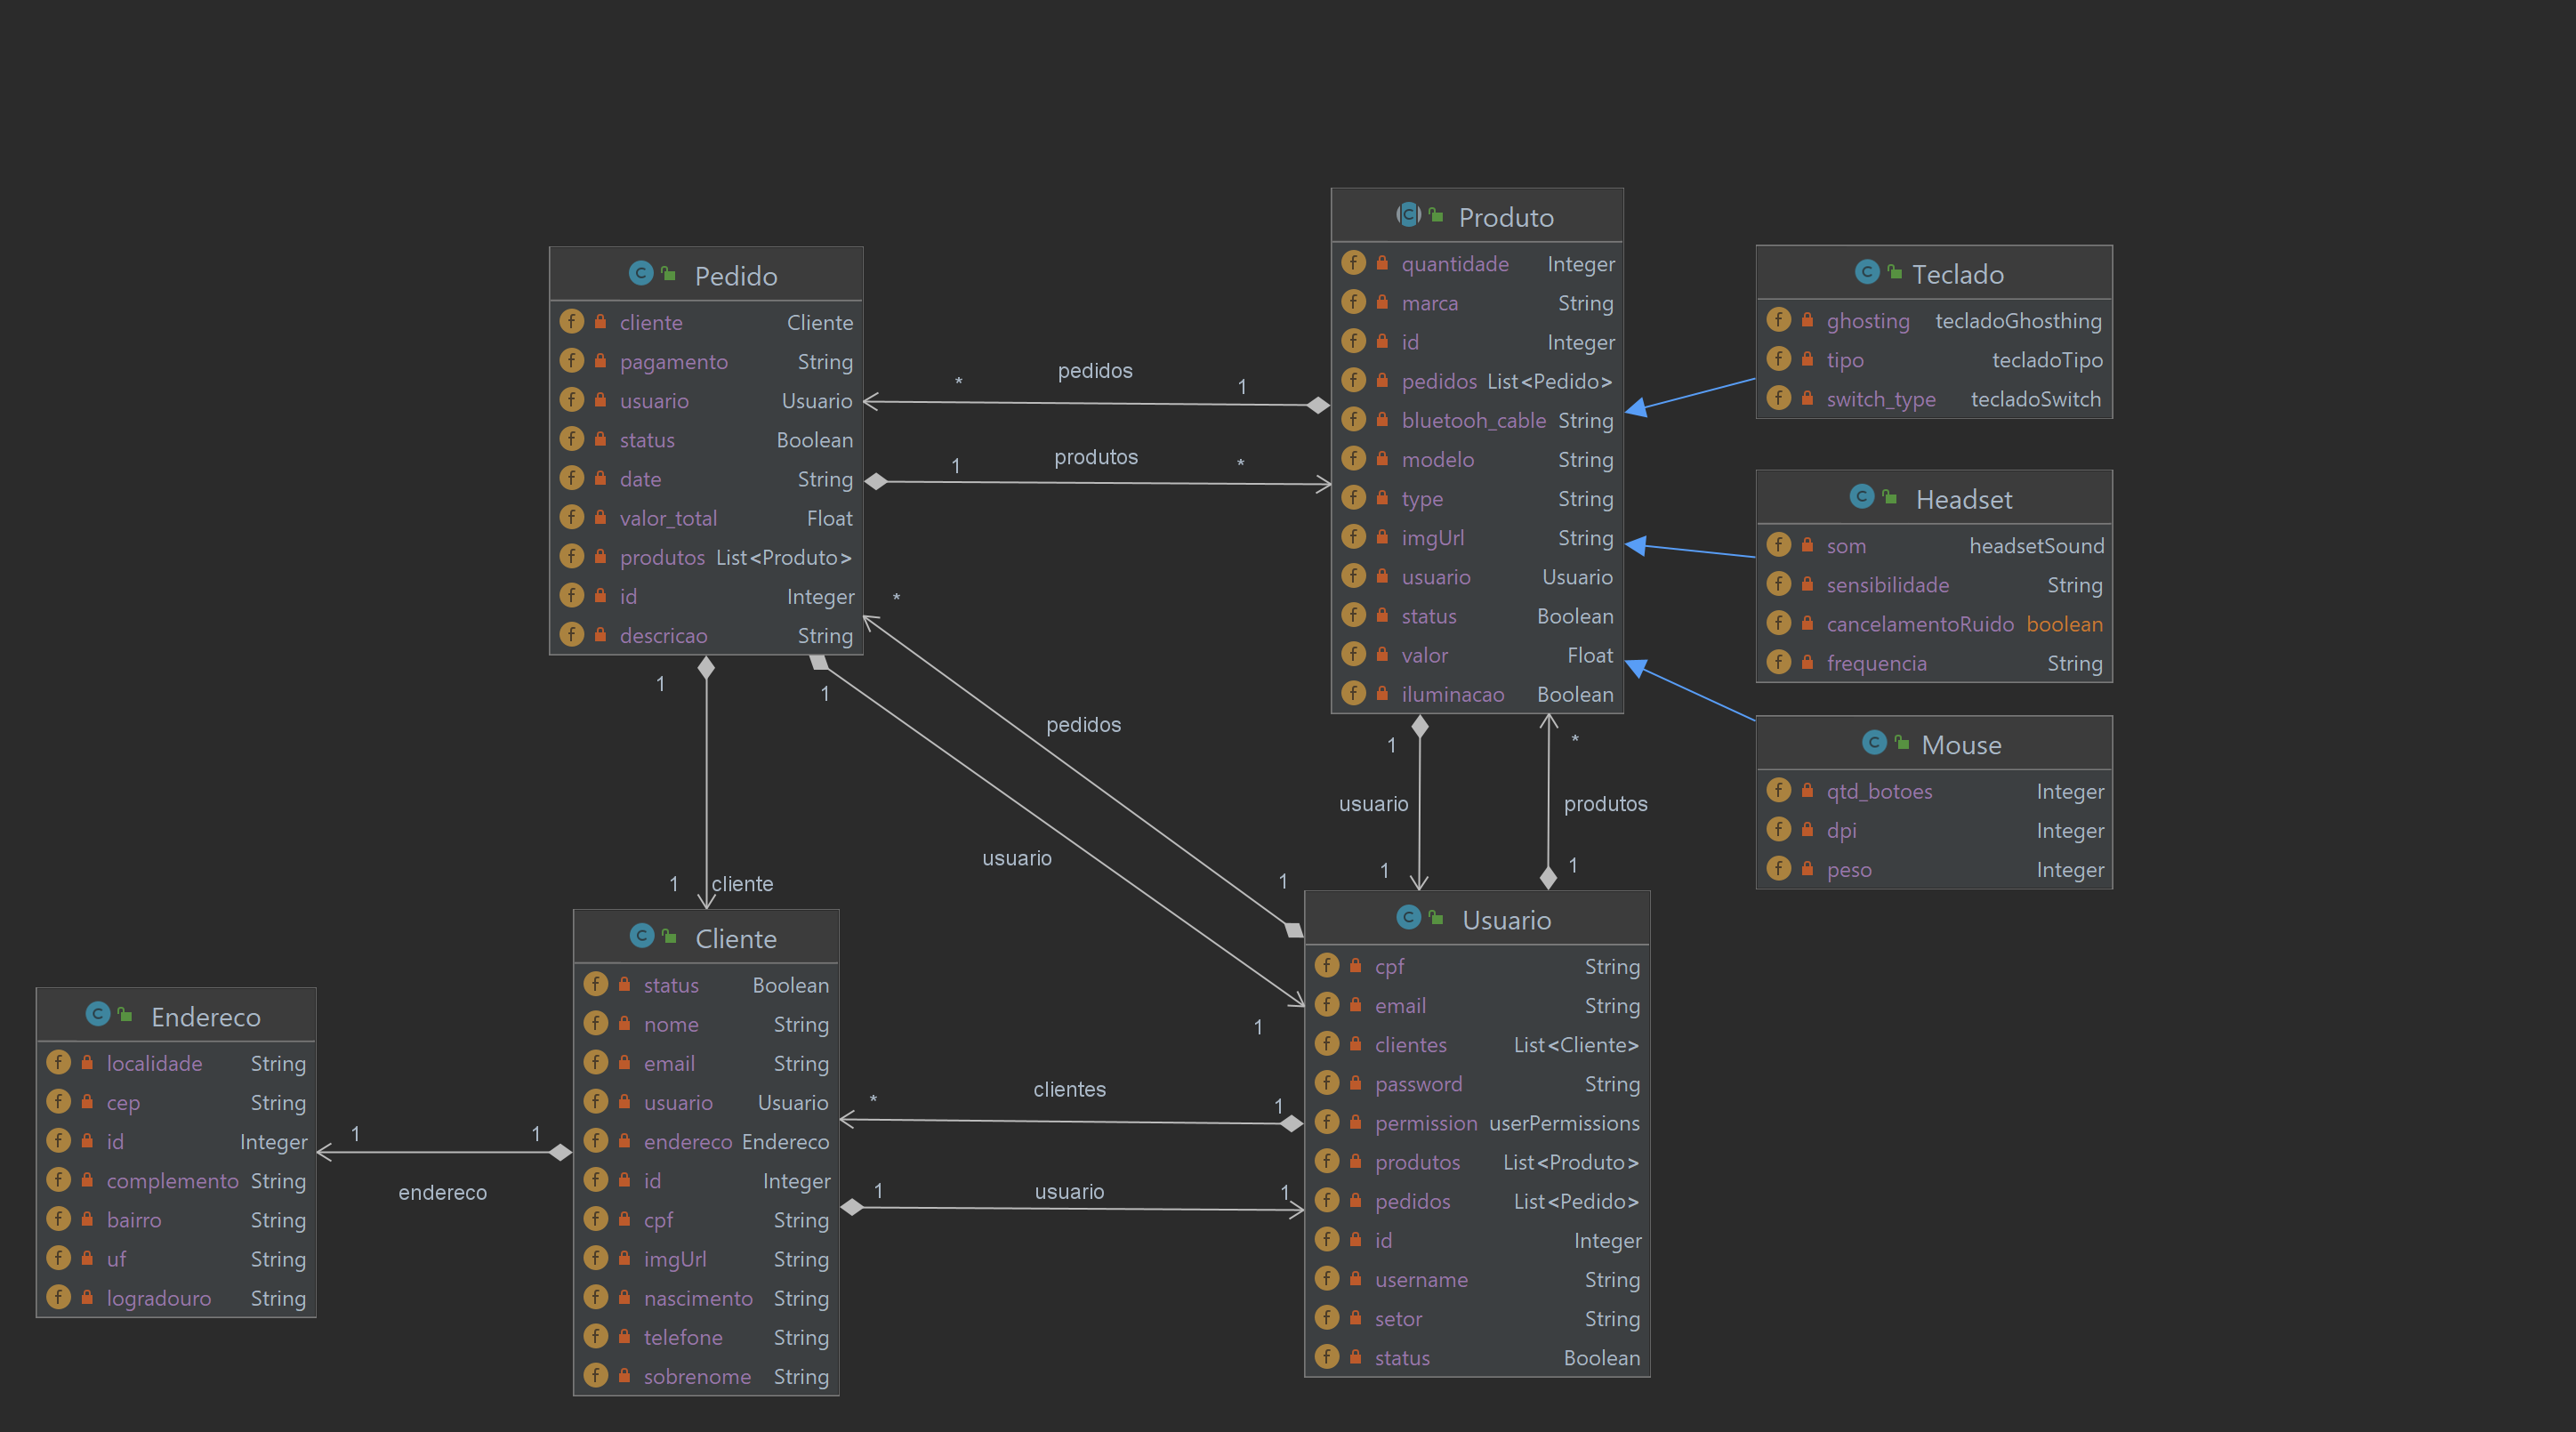 Pedido
cliente Cliente
pagamento String
usuario Usuario
status Boolean
date String
valor_total Float
produtos List<Produto>
id Integer
descricao String
pedidos
* 1
produtos
1 *
Produto
quantidade Integer
marca String
id Integer
pedidos List<Pedido>
bluetooh_cable String
modelo String
type String
imgUrl String
usuario Usuario
status Boolean
valor Float
iluminacao Boolean
Teclado
ghosting tecladoGhosthing
tipo tecladoTipo
switch_type tecladoSwitch
Headset
som headsetSound
sensibilidade String
cancelamentoRuido boolean
frequencia String
Mouse
qtd_botoes Integer
dpi Integer
peso Integer
*
pedidos
1
1
usuario
1
1
1 cliente
1
usuario
1
*
produtos
1
Endereco
localidade String
cep String
id Integer
complemento String
bairro String
uf String
logradouro String
1 1
endereco
Cliente
status Boolean
nome String
email String
usuario Usuario
endereco Endereco
id Integer
cpf String
imgUrl String
nascimento String
telefone String
sobrenome String
clientes
* 1
1 usuario 1
Usuario
cpf String
email String
clientes List<Cliente>
password String
permission userPermissions
produtos List<Produto>
pedidos List<Pedido>
id Integer
username String
setor String
status Boolean